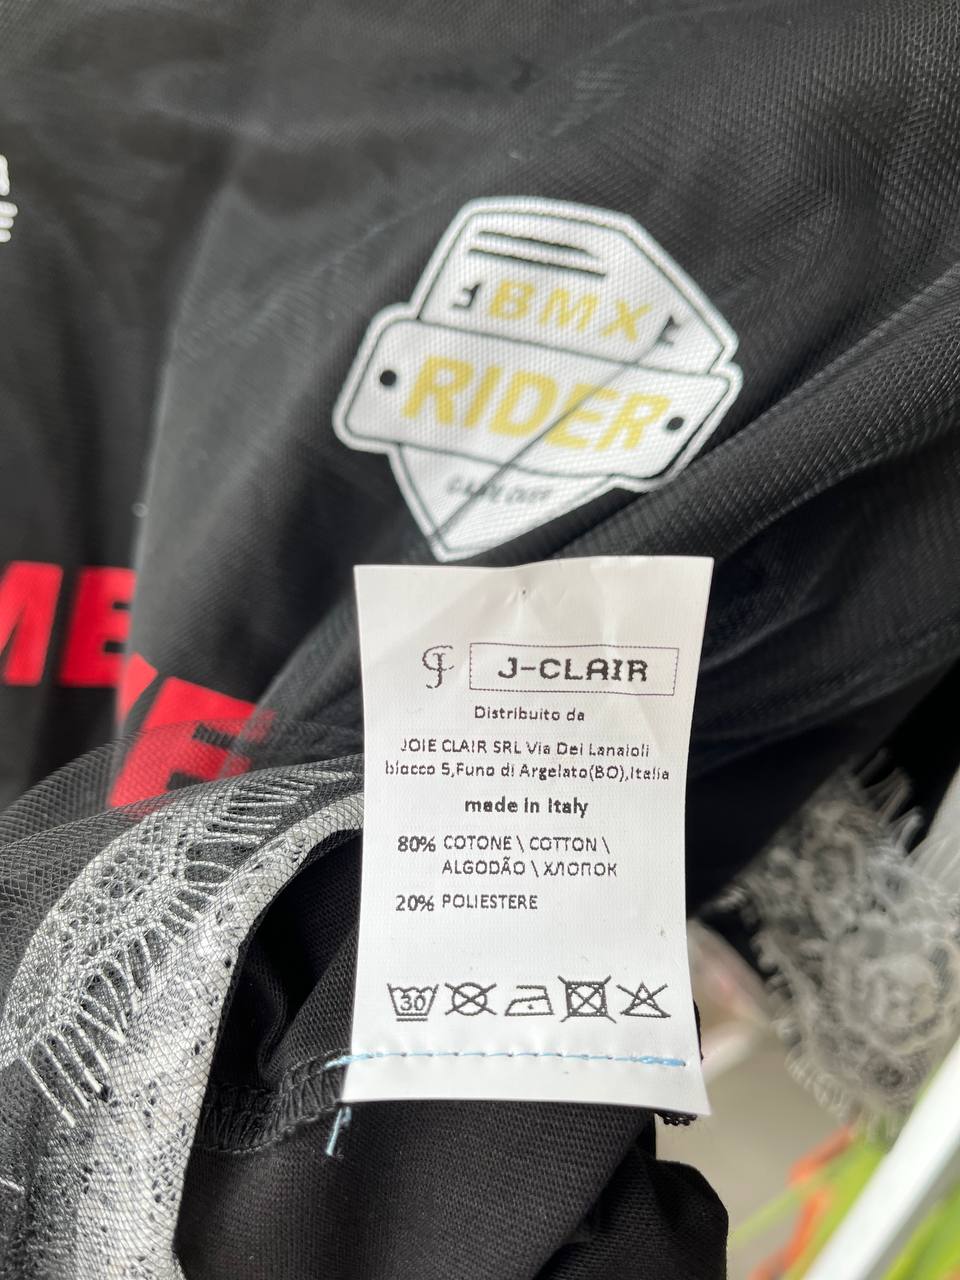 BMX
RIDER
ME
E
J-CLAIR
Distribuito da
JOIE CLAIR SRL Via Dei Lanaioli
blocco 5,Funo di Argelato(BO),Italia
made in Italy
80% COTONE \ COTTON \
ALGODÃO \ ХЛОПОК
20% POLIESTERE
30